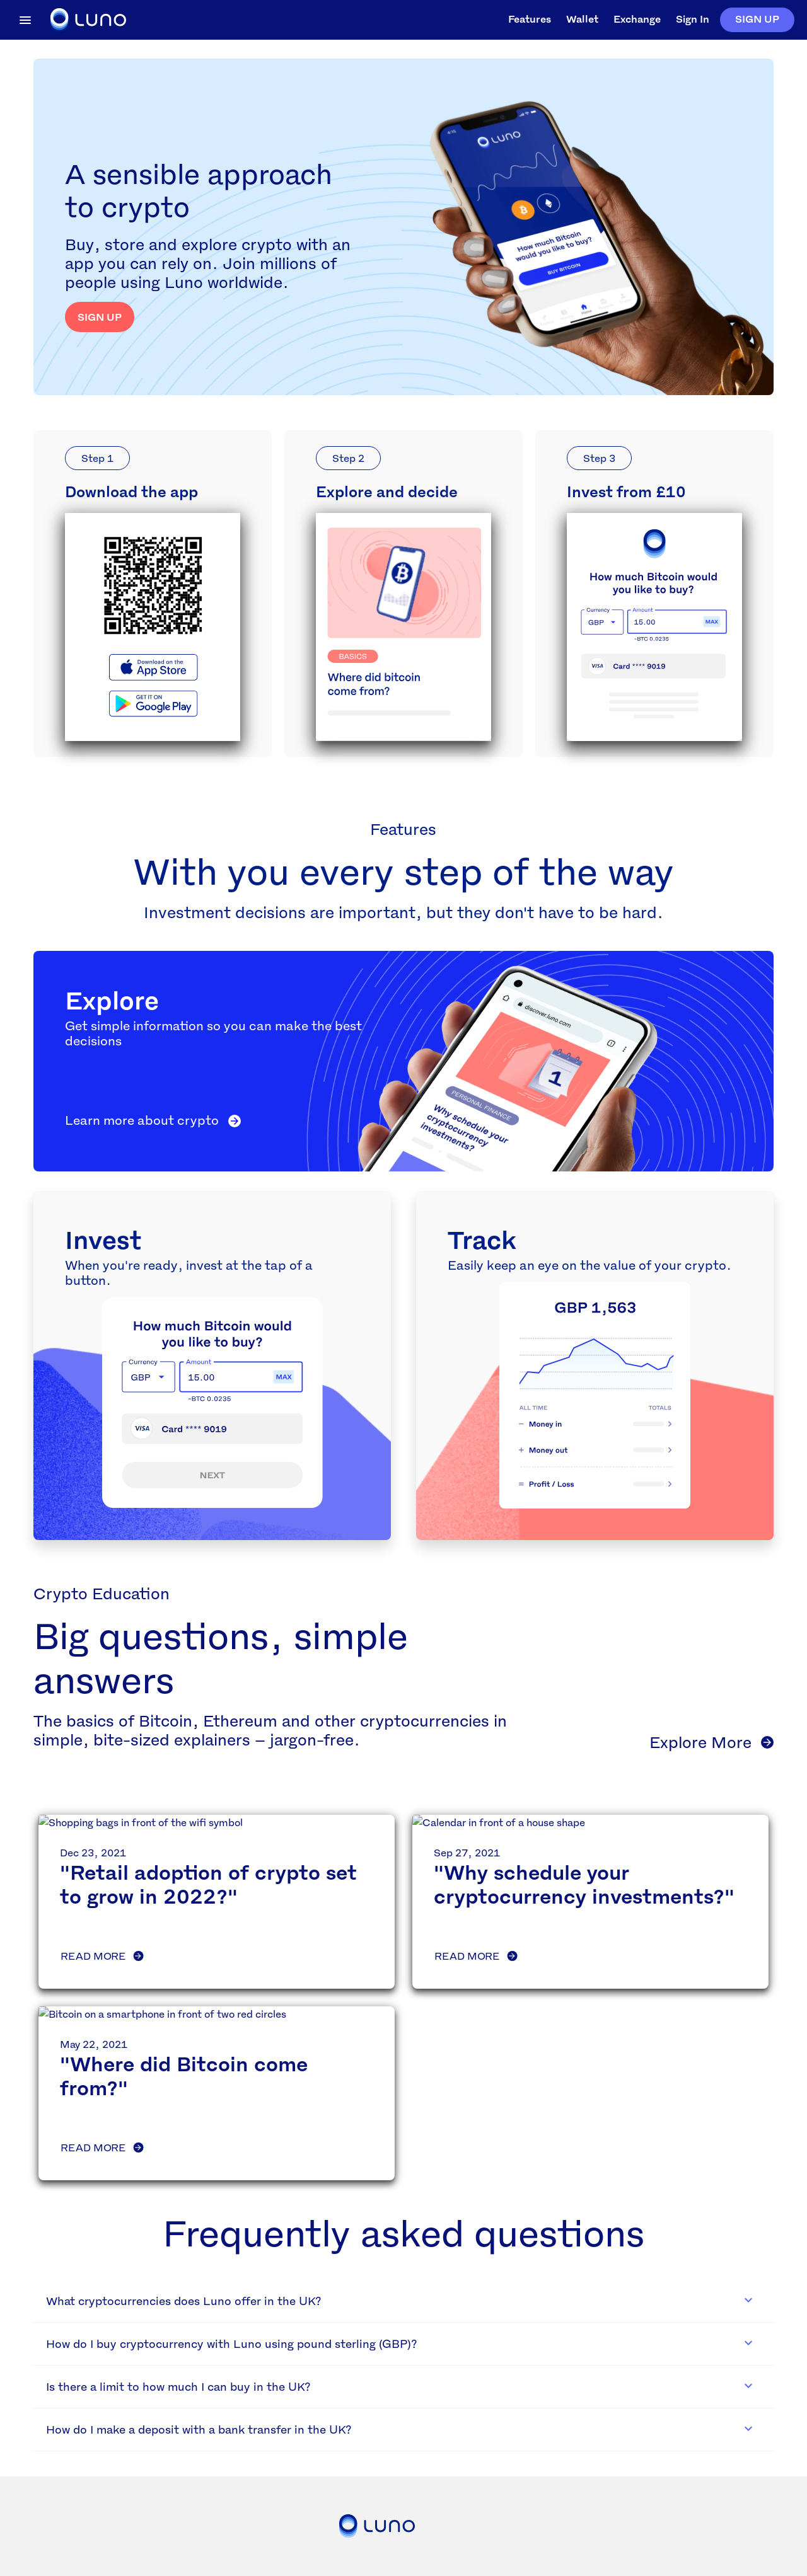 LUNO
Features
Wallet
Exchange
Sign In
SIGN UP
A sensible approach
to crypto
Buy, store and explore crypto with an
app you can rely on. Join millions of
people using Luno worldwide.
SIGN UP
LUNO
How much Bitcoin
would you like to buy?
BUY BITCOIN
Step 1
Download the app
Download on the
App Store
GET IT ON
Google Play
Step 2
Explore and decide
BASICS
Where did bitcoin
come from?
Step 3
Invest from £10
How much Bitcoin would
you like to buy?
Currency
Amount
GBP
15.00
MAX
~BTC 0.0235
VISA
Card **** 9019
Features
With you every step of the way
Investment decisions are important, but they don't have to be hard.
Explore
Get simple information so you can make the best
decisions
Learn more about crypto
discover.luno.com
1
PERSONAL FINANCE
Why schedule your
cryptocurrency
investments?
Invest
When you're ready, invest at the tap of a
button.
How much Bitcoin would
you like to buy?
Currency
Amount
GBP
15.00
MAX
~BTC 0.0235
VISA
Card **** 9019
NEXT
Track
Easily keep an eye on the value of your crypto.
GBP 1,563
ALL TIME
TOTALS
Money in
Money out
Profit / Loss
Crypto Education
Big questions, simple
answers
The basics of Bitcoin, Ethereum and other cryptocurrencies in
simple, bite-sized explainers – jargon-free.
Explore More
Shopping bags in front of the wifi symbol
Dec 23, 2021
"Retail adoption of crypto set
to grow in 2022?"
READ MORE
Calendar in front of a house shape
Sep 27, 2021
"Why schedule your
cryptocurrency investments?"
READ MORE
Bitcoin on a smartphone in front of two red circles
May 22, 2021
"Where did Bitcoin come
from?"
READ MORE
Frequently asked questions
What cryptocurrencies does Luno offer in the UK?
How do I buy cryptocurrency with Luno using pound sterling (GBP)?
Is there a limit to how much I can buy in the UK?
How do I make a deposit with a bank transfer in the UK?
LUNO